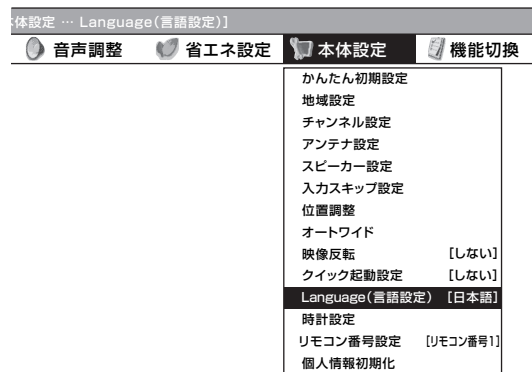 体設定 … Language(言語設定)]
音声調整 省エネ設定 本体設定 機能切換
かんたん初期設定
地域設定
チャンネル設定
アンテナ設定
スピーカー設定
入力スキップ設定
位置調整
オートワイド
映像反転 [しない]
クイック起動設定 [しない]
Language(言語設定) [日本語]
時計設定
リモコン番号設定 [リモコン番号1]
個人情報初期化